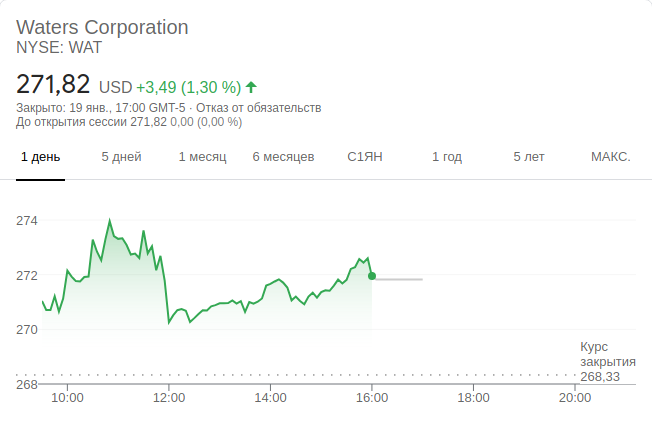 Waters Corporation
NYSE: WAT
271,82 USD +3,49 (1,30 %)
Закрыто: 19 янв., 17:00 GMT-5 · Отказ от обязательств
До открытия сессии 271,82 0,00 (0,00 %)
1 день 5 дней 1 месяц 6 месяцев С1ЯН 1 год 5 лет МАКС.
274
272
270
Курс
закрытия
268,33
268
10:00 12:00 14:00 16:00 18:00 20:00